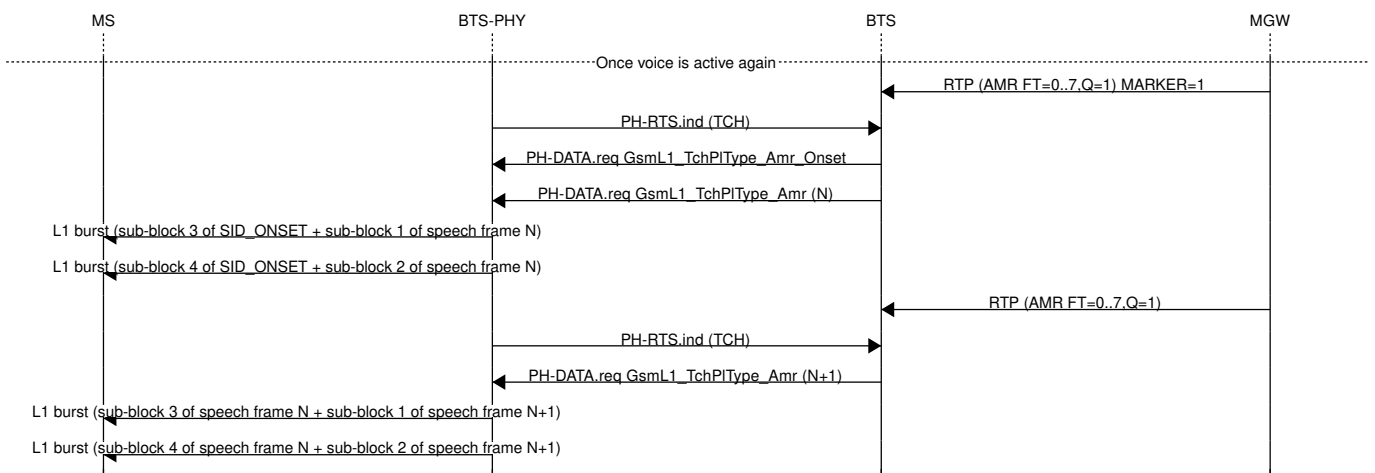 MS
BTS-PHY
BTS
MGW
Once voice is active again
RTP (AMR FT=0..7,Q=1) MARKER=1
PH-RTS.ind (TCH)
PH-DATA.req GsmL1_TchPlType_Amr_Onset
PH-DATA.req GsmL1_TchPlType_Amr (N)
L1 burst (sub-block 3 of SID_ONSET + sub-block 1 of speech frame N)
L1 burst (sub-block 4 of SID_ONSET + sub-block 2 of speech frame N)
RTP (AMR FT=0..7,Q=1)
PH-RTS.ind (TCH)
PH-DATA.req GsmL1_TchPlType_Amr (N+1)
L1 burst (sub-block 3 of speech frame N + sub-block 1 of speech frame N+1)
L1 burst (sub-block 4 of speech frame N + sub-block 2 of speech frame N+1)